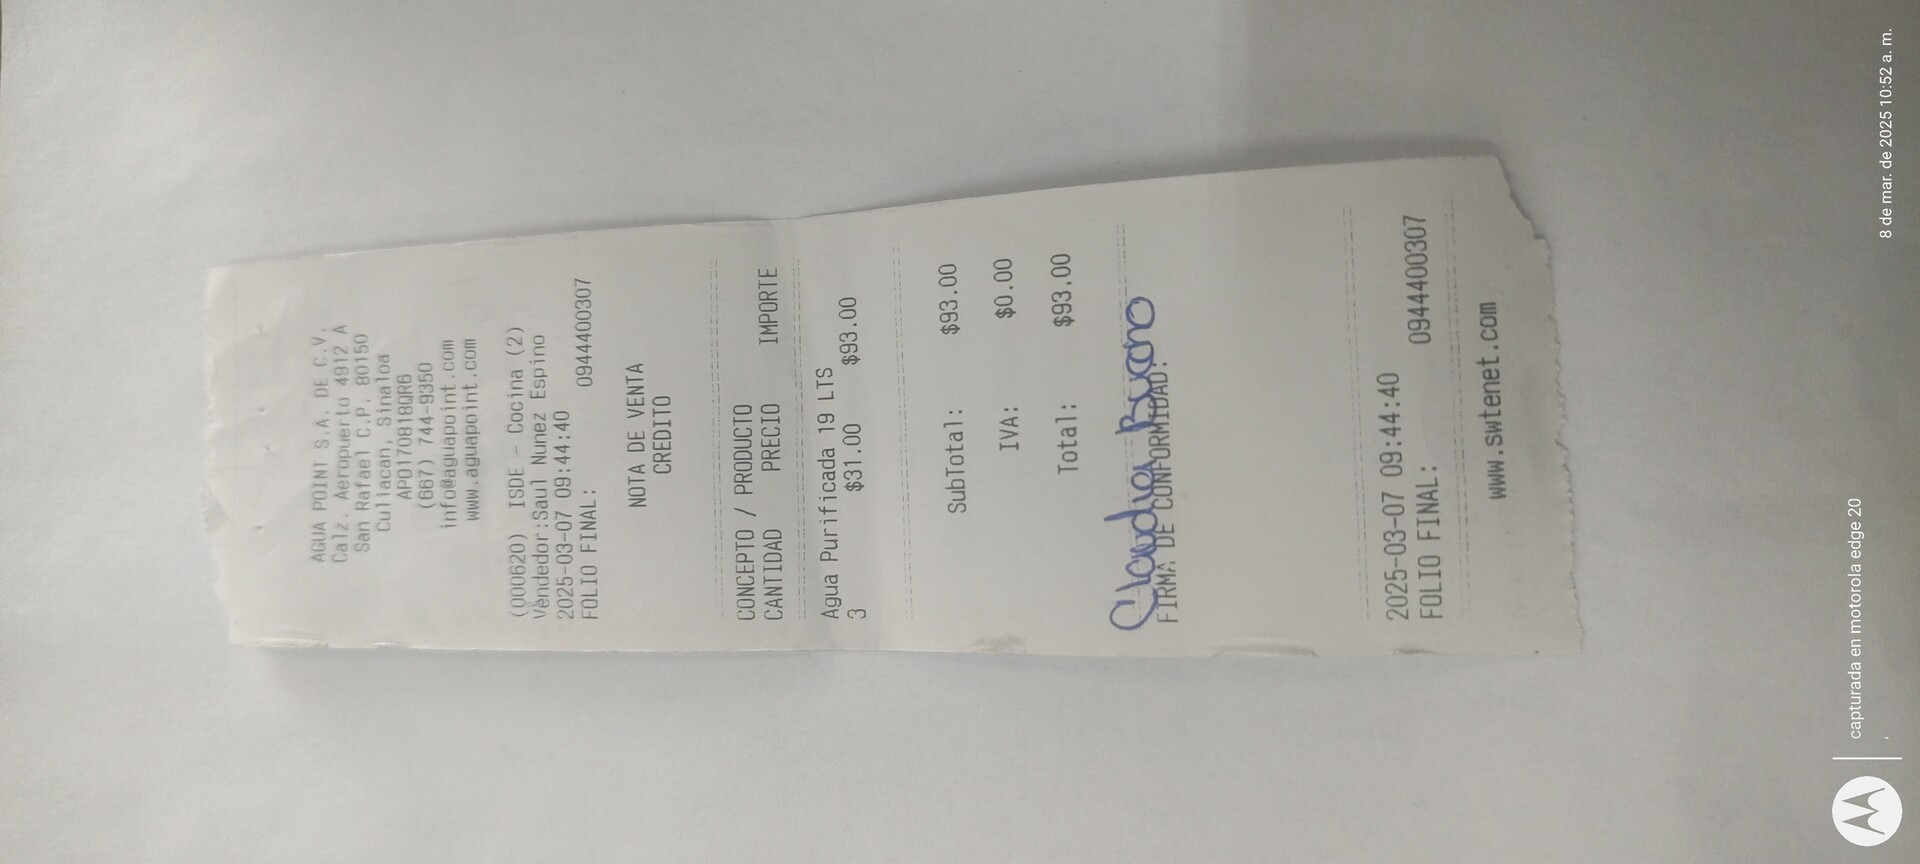 AGUA POINT S.A. DE C.V.
Calz. Aeropuerto 4912 A
San Rafael C.P. 80150
Culiacan, Sinaloa
APO170818QR6
(667) 744-9350
info@aguapoint.com
www.aguapoint.com
(000620) ISDE - Cocina (2)
Vendedor:Saul Nunez Espino
2025-03-07 09:44:40
FOLIO FINAL: 0944400307
NOTA DE VENTA
CREDITO
CONCEPTO / PRODUCTO
CANTIDAD PRECIO IMPORTE
Agua Purificada 19 LTS
3 $31.00 $93.00
SubTotal: $93.00
IVA: $0.00
Total: $93.00
Claudia
FIRMA DE CONFORMIDAD:
2025-03-07 09:44:40
FOLIO FINAL: 0944400307
www.swtenet.com
capturada en motorola edge 20
8 de mar. de 2025 10:52 a. m.